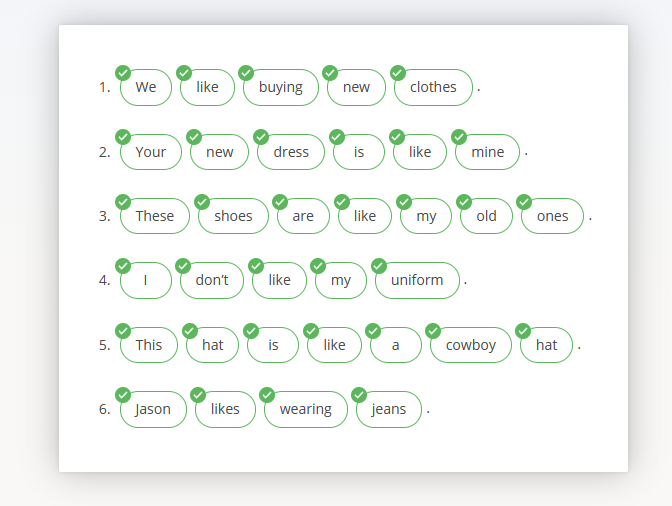 1. We like buying new clothes .
2. Your new dress is like mine .
3. These shoes are like my old ones .
4. I don't like my uniform .
5. This hat is like a cowboy hat .
6. Jason likes wearing jeans .